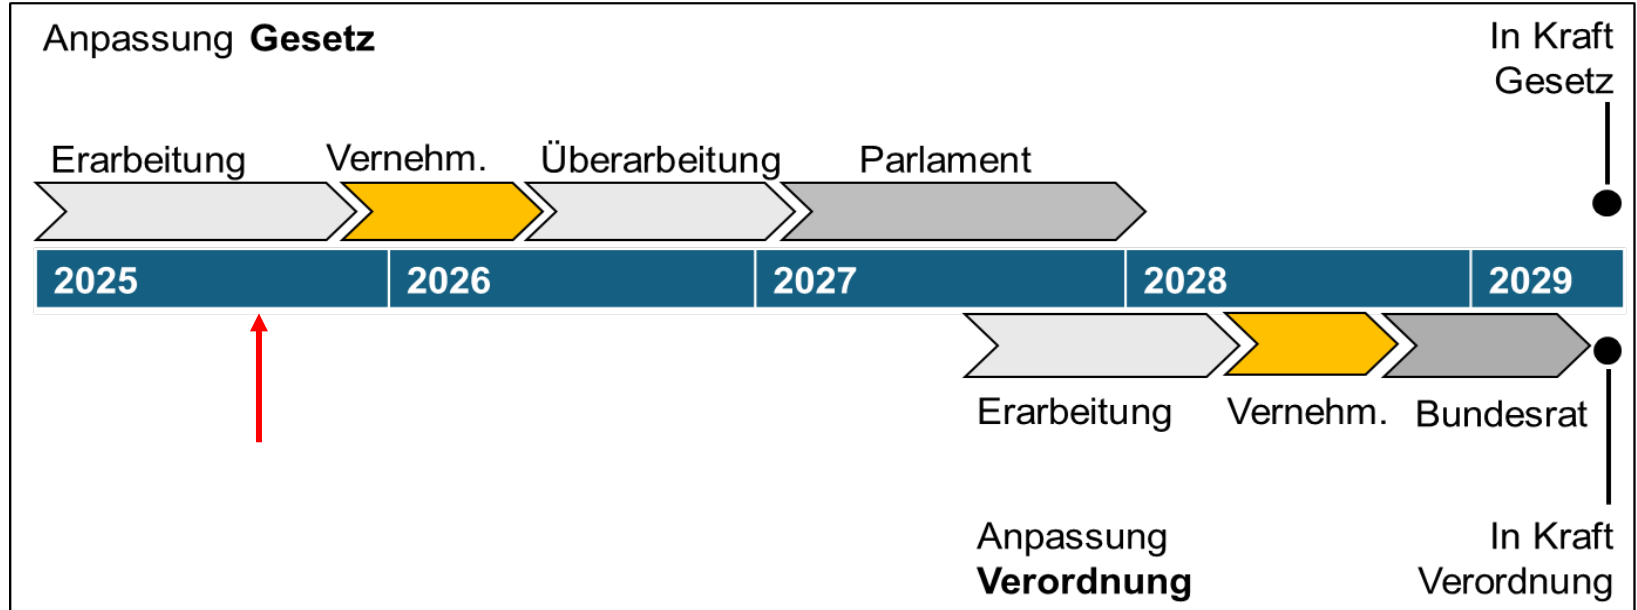 Anpassung Gesetz
In Kraft
Gesetz
Erarbeitung
Vernehm.
Überarbeitung
Parlament
2025
2026
2027
2028
2029
Erarbeitung
Vernehm.
Bundesrat
Anpassung
Verordnung
In Kraft
Verordnung